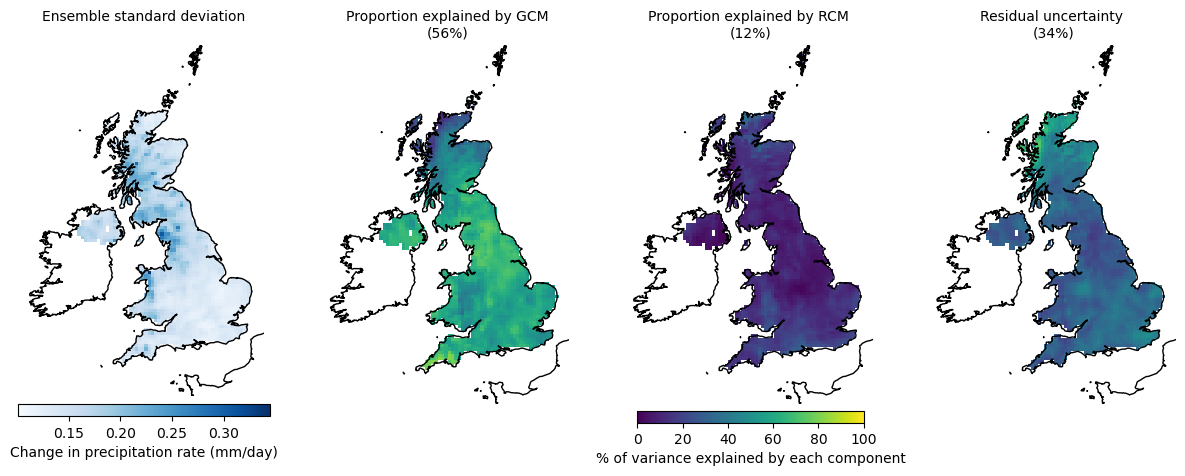 Ensemble standard deviation
Proportion explained by GCM
(56%)
Proportion explained by RCM
(12%)
Residual uncertainty
(34%)
0.15 0.20 0.25 0.30
Change in precipitation rate (mm/day)
0 20 40 60 80 100
% of variance explained by each component